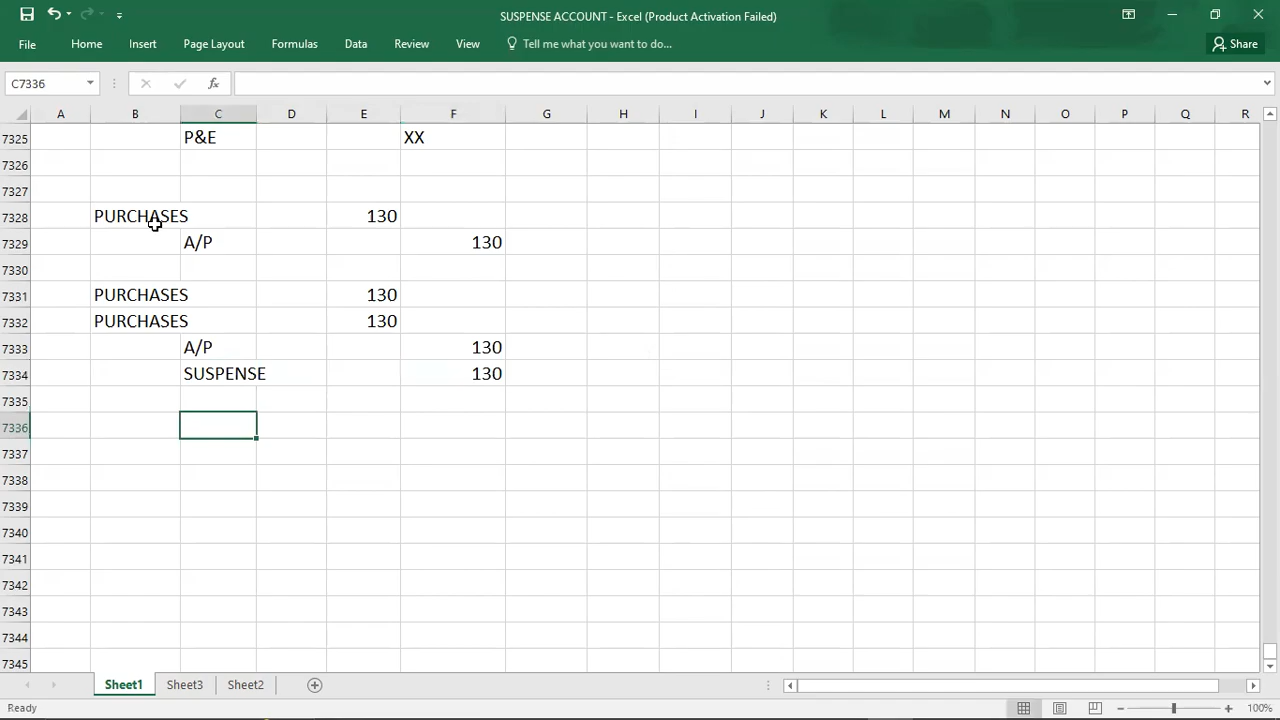 SUSPENSE ACCOUNT - Excel (Product Activation Failed)
File Home Insert Page Layout Formulas Data Review View Tell me what you want to do... Share
C7336 fx
A B C D E F G H I J K L M N O P Q R
7325 P&E XX
7326
7327
7328 PURCHASES 130
7329 A/P 130
7330
7331 PURCHASES 130
7332 PURCHASES 130
7333 A/P 130
7334 SUSPENSE 130
7335
7336
7337
7338
7339
7340
7341
7342
7343
7344
7345
Sheet1 Sheet3 Sheet2
Ready 100%